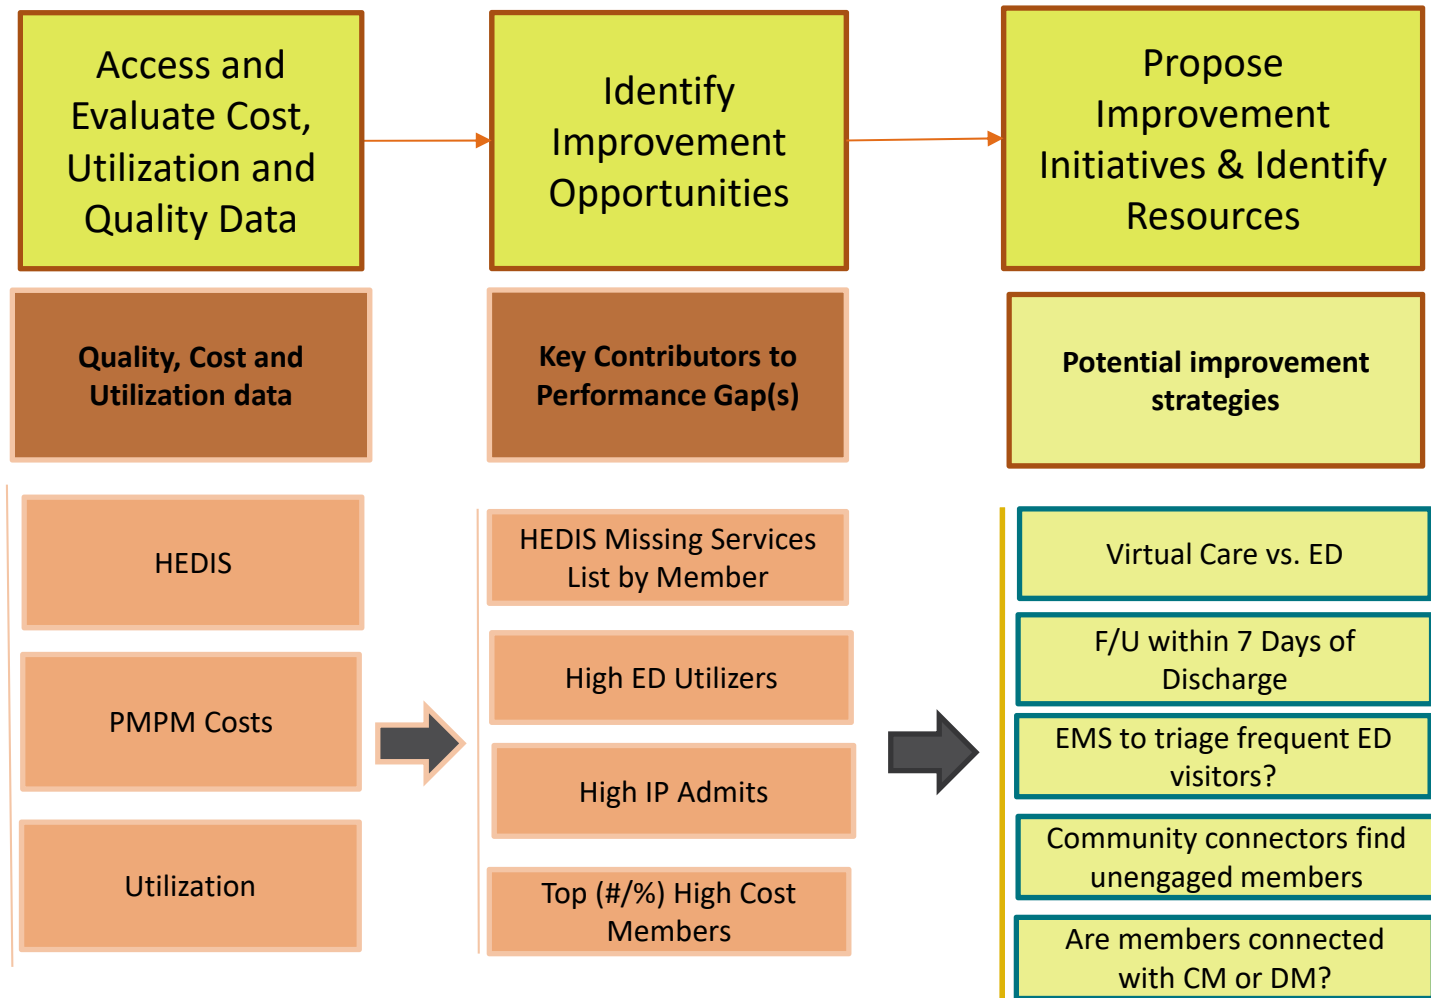 Access and
Evaluate Cost,
Utilization and
Quality Data
Identify
Improvement
Opportunities
Propose
Improvement
Initiatives & Identify
Resources
Quality, Cost and
Utilization data
Key Contributors to
Performance Gap(s)
Potential improvement
strategies
HEDIS
PMPM Costs
Utilization
HEDIS Missing Services
List by Member
High ED Utilizers
High IP Admits
Top (#/%) High Cost
Members
Virtual Care vs. ED
F/U within 7 Days of
Discharge
EMS to triage frequent ED
visitors?
Community connectors find
unengaged members
Are members connected
with CM or DM?